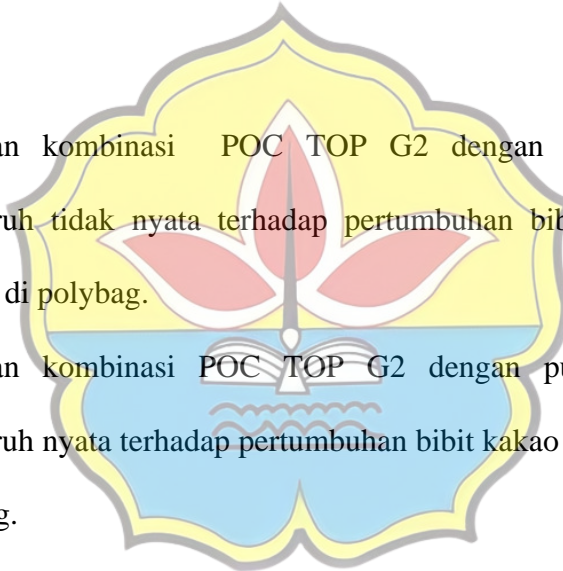 an kombinasi POC TOP G2 dengan
ruh tidak nyata terhadap pertumbuhan bib
di polybag.
an kombinasi POC TOP G2 dengan pu
ruh nyata terhadap pertumbuhan bibit kakao
g.